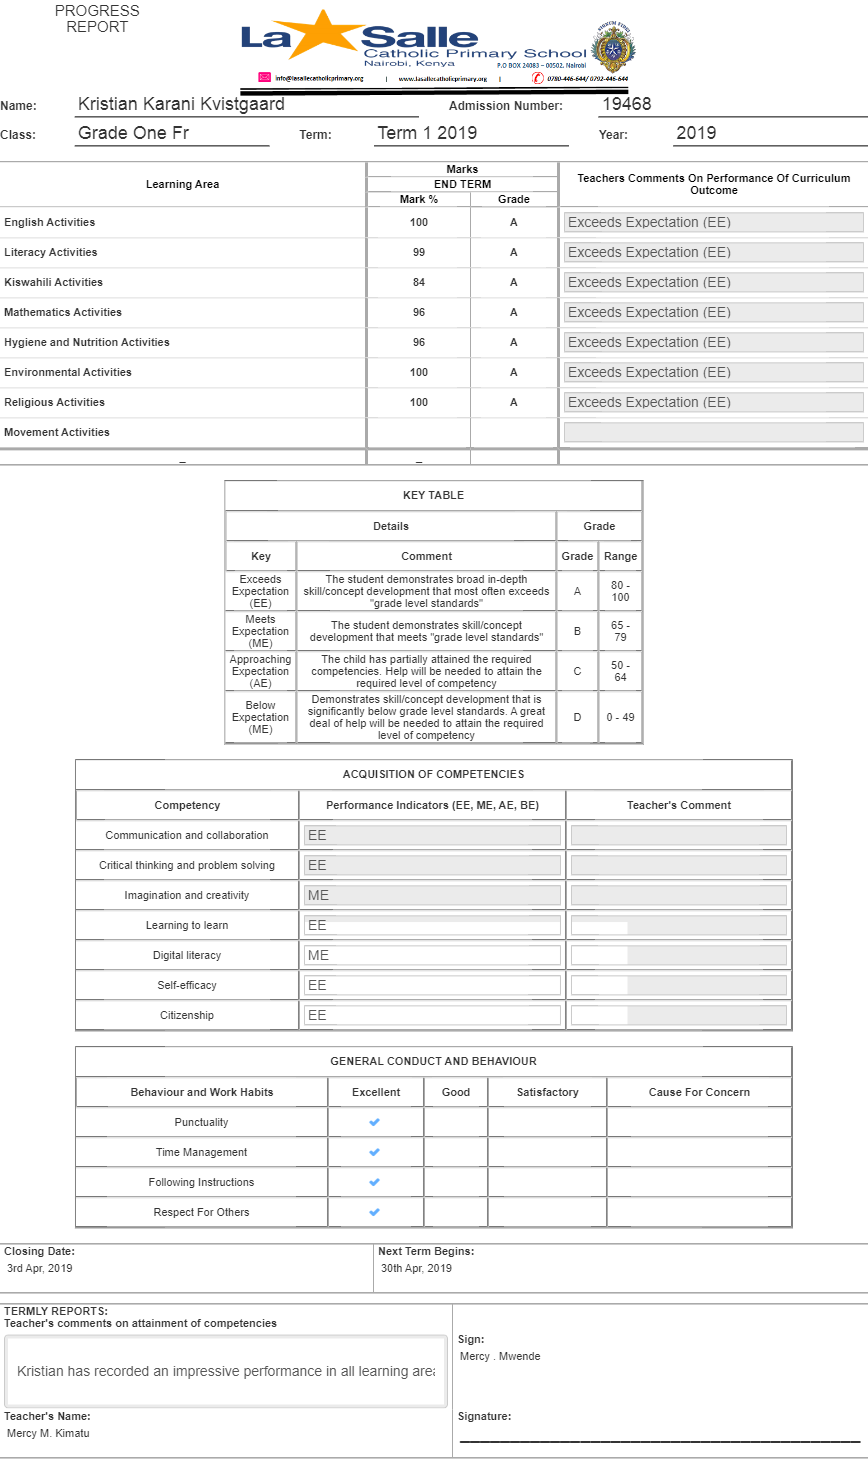 PROGRESS
REPORT
La Salle
Catholic Primary School
Nairobi, Kenya
P.O BOX 24083 – 00502, Nairobi
info@lasallecatholicprimary.org | www.lasallecatholicprimary.org | 0780-446-644/ 0792-446-644
Name: Kristian Karani Kvistgaard Admission Number: 19468
Class: Grade One Fr Term: Term 1 2019 Year: 2019
Learning Area Marks Teachers Comments On Performance Of Curriculum Outcome
END TERM
Mark % Grade
English Activities 100 A Exceeds Expectation (EE)
Literacy Activities 99 A Exceeds Expectation (EE)
Kiswahili Activities 84 A Exceeds Expectation (EE)
Mathematics Activities 96 A Exceeds Expectation (EE)
Hygiene and Nutrition Activities 96 A Exceeds Expectation (EE)
Environmental Activities 100 A Exceeds Expectation (EE)
Religious Activities 100 A Exceeds Expectation (EE)
Movement Activities
– –
KEY TABLE
Details Grade
Key Comment Grade Range
Exceeds Expectation (EE) The student demonstrates broad in-depth skill/concept development that most often exceeds "grade level standards" A 80 - 100
Meets Expectation (ME) The student demonstrates skill/concept development that meets "grade level standards" B 65 - 79
Approaching Expectation (AE) The child has partially attained the required competencies. Help will be needed to attain the required level of competency C 50 - 64
Below Expectation (ME) Demonstrates skill/concept development that is significantly below grade level standards. A great deal of help will be needed to attain the required level of competency D 0 - 49
ACQUISITION OF COMPETENCIES
Competency Performance Indicators (EE, ME, AE, BE) Teacher's Comment
Communication and collaboration EE
Critical thinking and problem solving EE
Imagination and creativity ME
Learning to learn EE
Digital literacy ME
Self-efficacy EE
Citizenship EE
GENERAL CONDUCT AND BEHAVIOUR
Behaviour and Work Habits Excellent Good Satisfactory Cause For Concern
Punctuality ✔
Time Management ✔
Following Instructions ✔
Respect For Others ✔
Closing Date: Next Term Begins:
3rd Apr, 2019 30th Apr, 2019
TERMLY REPORTS:
Teacher's comments on attainment of competencies
Kristian has recorded an impressive performance in all learning
Sign:
Mercy . Mwende
Teacher's Name: Signature:
Mercy M. Kimatu